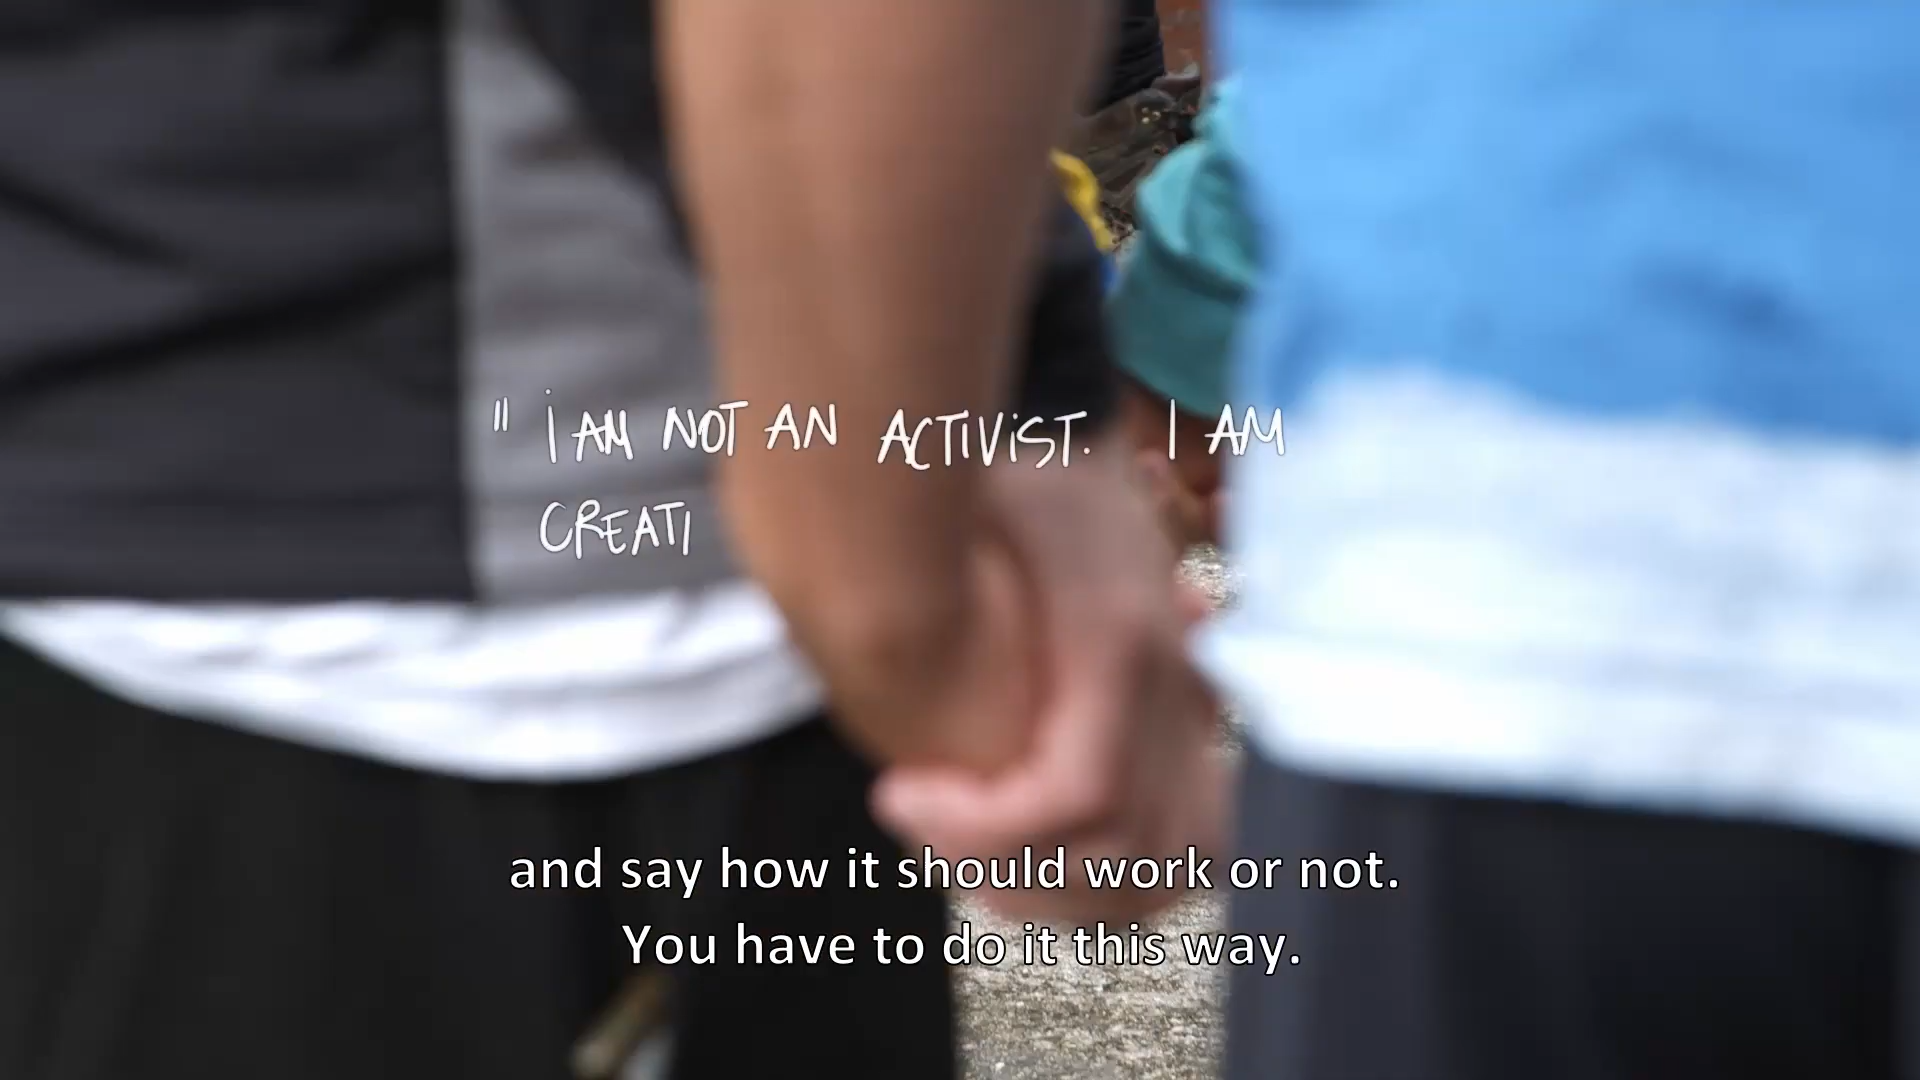 " I AM NOT AN ACTIVIST. I AM
CREATI
and say how it should work or not.
You have to do it this way.